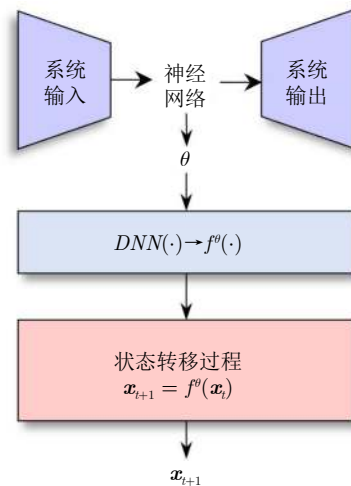 系统
输入
神经
网络
系统
输出
θ
DNN(·)→f^θ(·)
状态转移过程
x_{t+1} = f^θ(x_t)
x_{t+1}